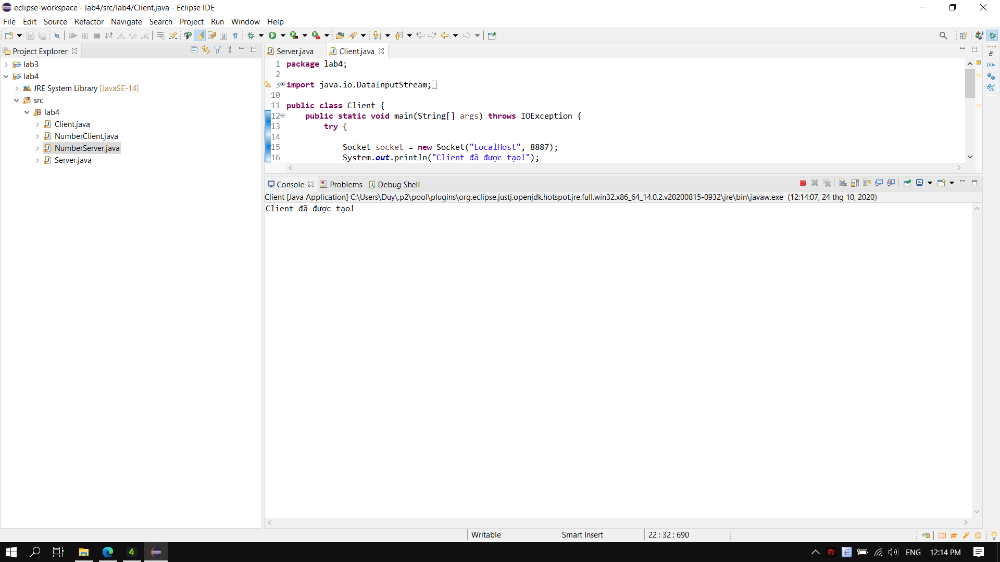 eclipse-workspace - lab4/src/lab4/Client.java - Eclipse IDE
File Edit Source Refactor Navigate Search Project Run Window Help
Project Explorer
lab3
lab4
JRE System Library [JavaSE-14]
src
lab4
Client.java
NumberClient.java
NumberServer.java
Server.java
Server.java Client.java
1 package lab4;
2
3 import java.io.DataInputStream;
10
11 public class Client {
12 public static void main(String[] args) throws IOException {
13 try {
14
15 Socket socket = new Socket("LocalHost", 8887);
16 System.out.println("Client đã được tạo!");
Console Problems Debug Shell
Client [Java Application] C:\Users\Duy\.p2\pool\plugins\org.eclipse.justj.openjdk.hotspot.jre.full.win32.x86_64_14.0.2.v20200815-0932\jre\bin\javaw.exe (12:14:07, 24 thg 10, 2020)
Client đã được tạo!
Writable Smart Insert 22 : 32 : 690
ENG 12:14 PM